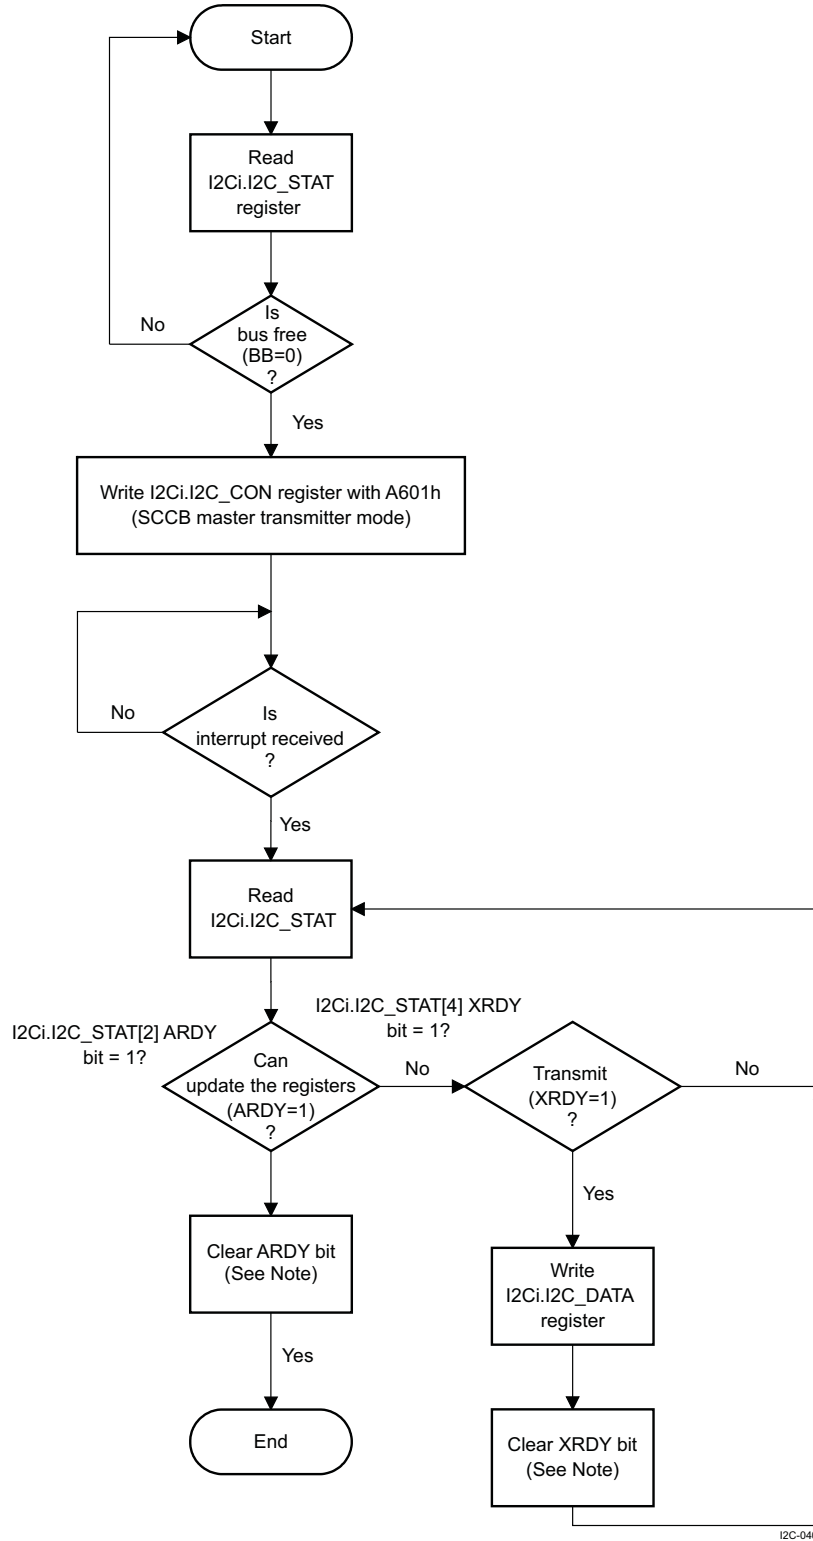 Start
Read
I2Ci.I2C_STAT
register
Is
bus free
(BB=0)
?
No
Yes
Write I2Ci.I2C_CON register with A601h
(SCCB master transmitter mode)
Is
interrupt received
?
No
Yes
Read
I2Ci.I2C_STAT
I2Ci.I2C_STAT[2] ARDY
bit = 1?
I2Ci.I2C_STAT[4] XRDY
bit = 1?
Can
update the registers
(ARDY=1)
?
No
Transmit
(XRDY=1)
?
No
Yes
Clear ARDY bit
(See Note)
Write
I2Ci.I2C_DATA
register
Yes
End
Clear XRDY bit
(See Note)